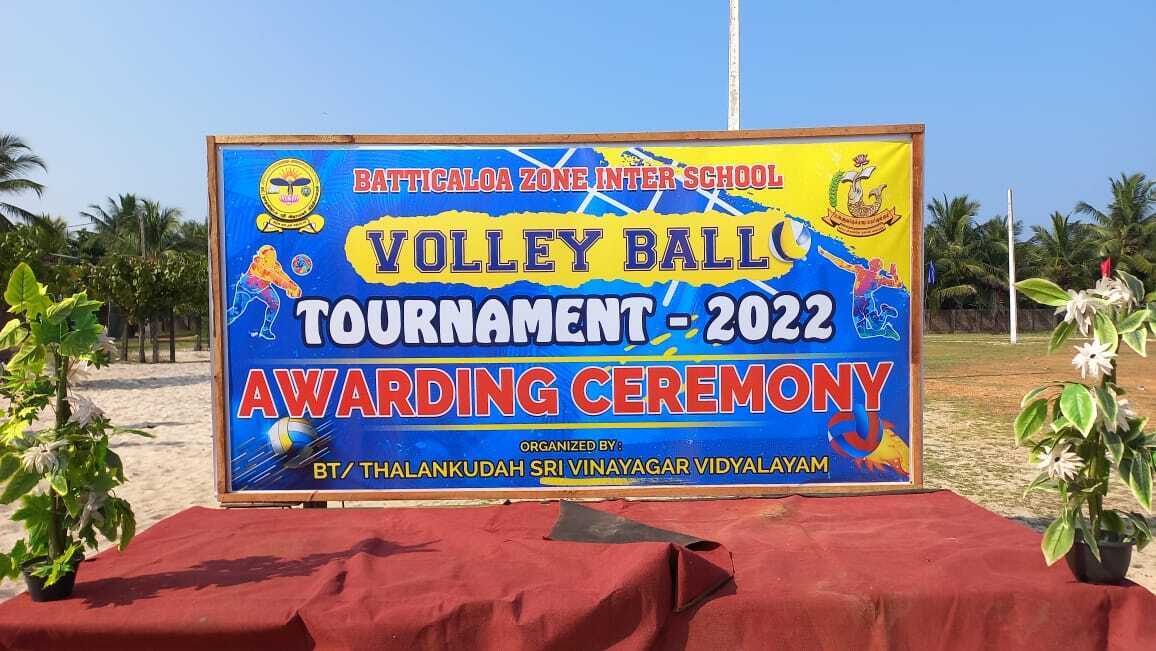 BATTICALOA ZONE INTER SCHOOL
VOLLEY BALL
TOURNAMENT - 2022
AWARDING CEREMONY
ORGANIZED BY :
BT/ THALANKUDAH SRI VINAYAGAR VIDYALAYAM